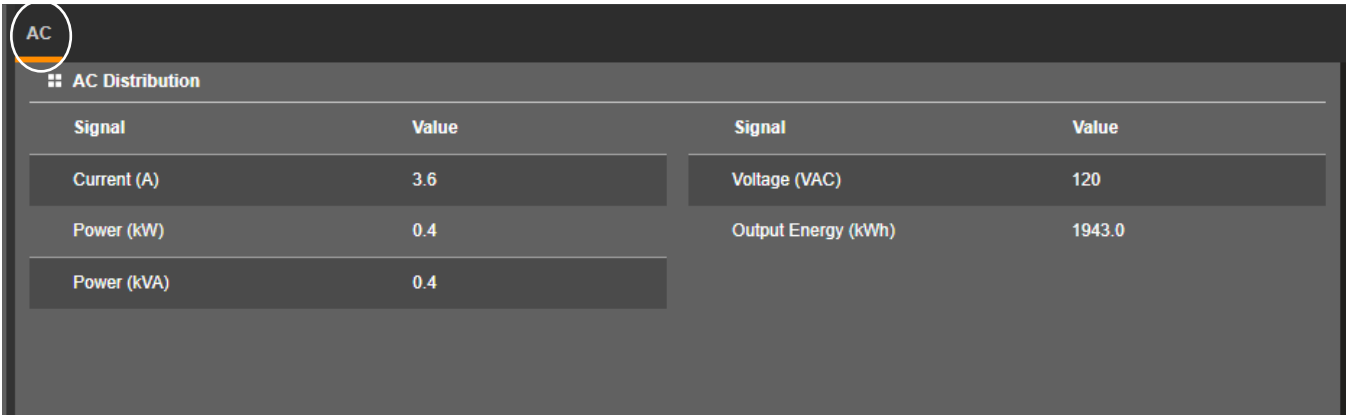 AC
AC Distribution
Signal Value Signal Value
Current (A) 3.6 Voltage (VAC) 120
Power (kW) 0.4 Output Energy (kWh) 1943.0
Power (kVA) 0.4